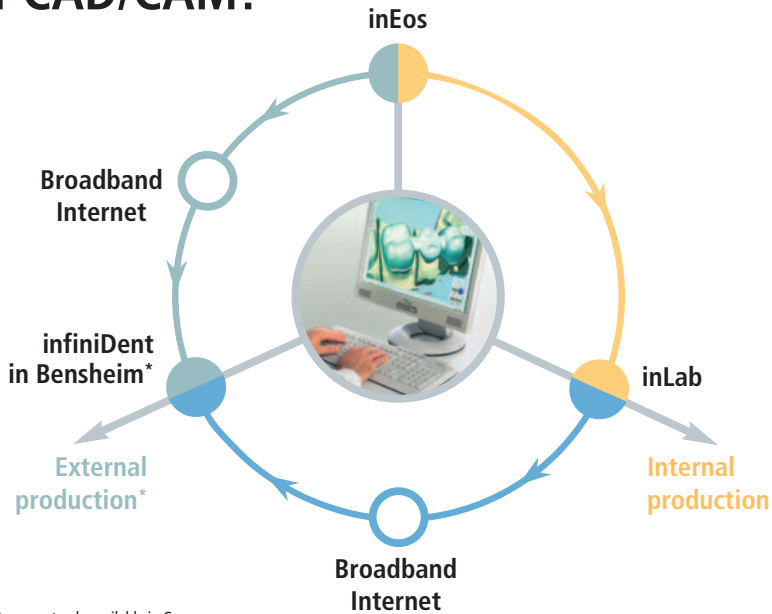 CAD/CAM?
inEos
Broadband
Internet
infiniDent
in Bensheim*
inLab
External
production*
Internal
production
Broadband
Internet